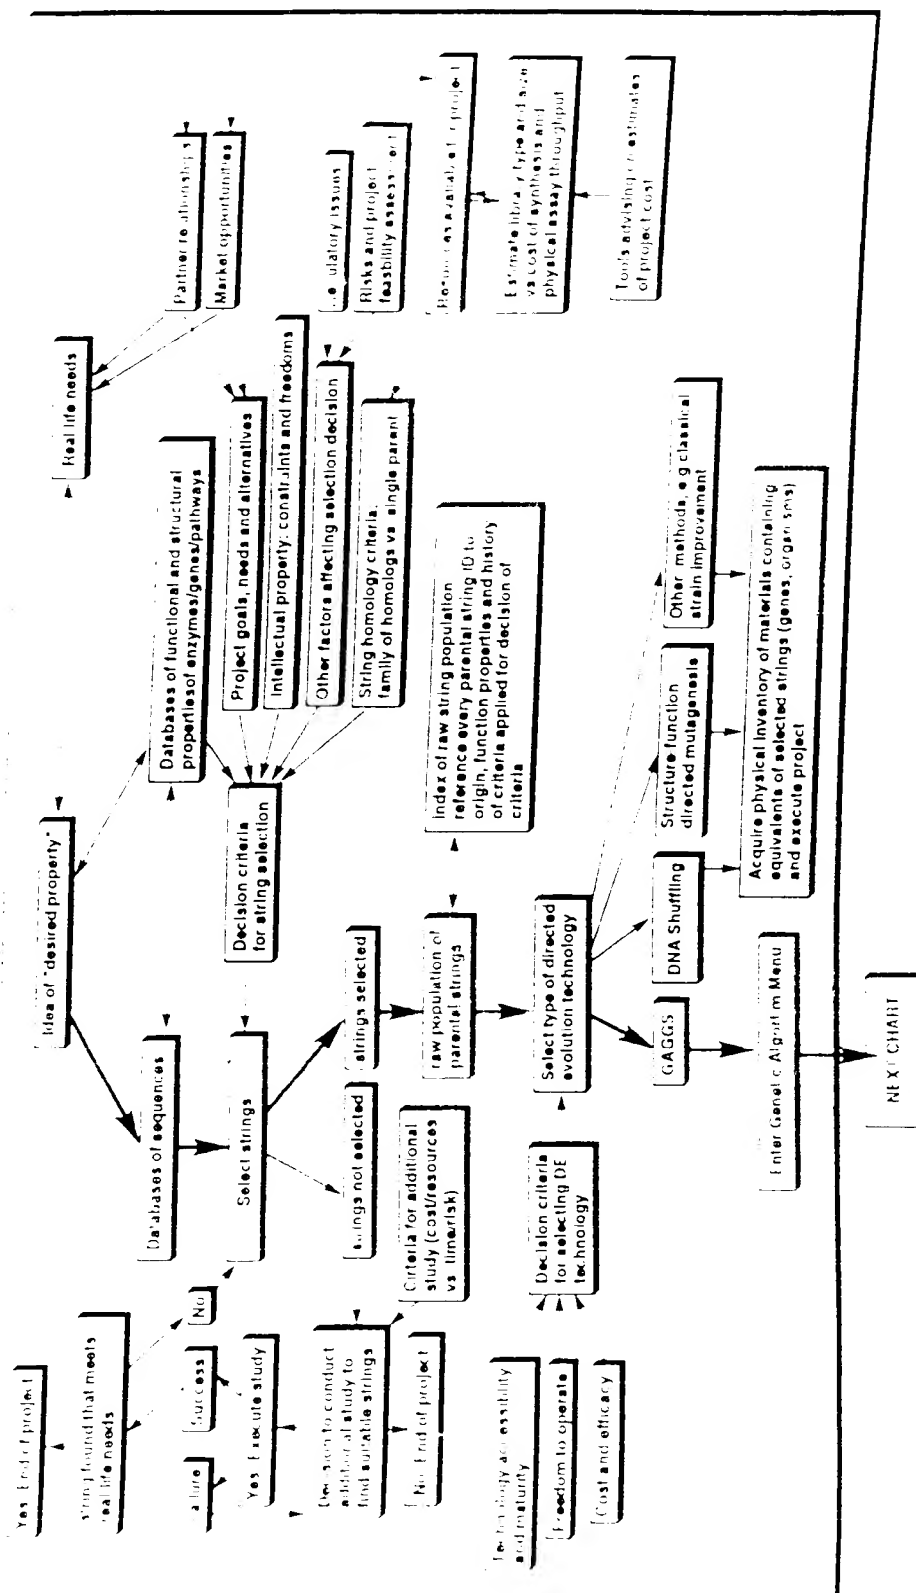 Yes. End of project
string found that meets
real life needs
No
Success
Yes. Execute study
Decision to conduct
additional study to
find suitable strings
No. End of project
Criteria for additional
study (cost/resources
vs. time/risk)
and maturity
Freedom to operate
Cost and efficacy
Decision criteria
for selecting DE
technology
Idea of "desired property"
Databases of sequences
Select strings
strings not selected
strings selected
raw population of
parental strings
Select type of directed
evolution technology
GAGGS
DNA Shuffling
Structure function
directed mutagenesis
Other methods, e.g classical
strain improvement
Enter Genetic Algorithm Menu
NEXT CHART
Acquire physical inventory of materials containing
equivalents of selected strings (genes, organisms)
and execute project
Decision criteria
for string selection
Index of raw string population
reference every parental string ID to
origin, function properties and history
of criteria applied for decision of
criteria
Real life needs
Databases of functional and structural
properties of enzymes/genes/pathways
Project goals, needs and alternatives
Intellectual property: constraints and freedoms
Other factors affecting selection decision
String homology criteria,
family of homologs vs single parent
Partner relationships
Market opportunities
issues
Risks and project
feasibility assessment
project
Estimate library type and size
vs cost of synthesis and
physical assay throughput
Tools advising on estimates
of project cost